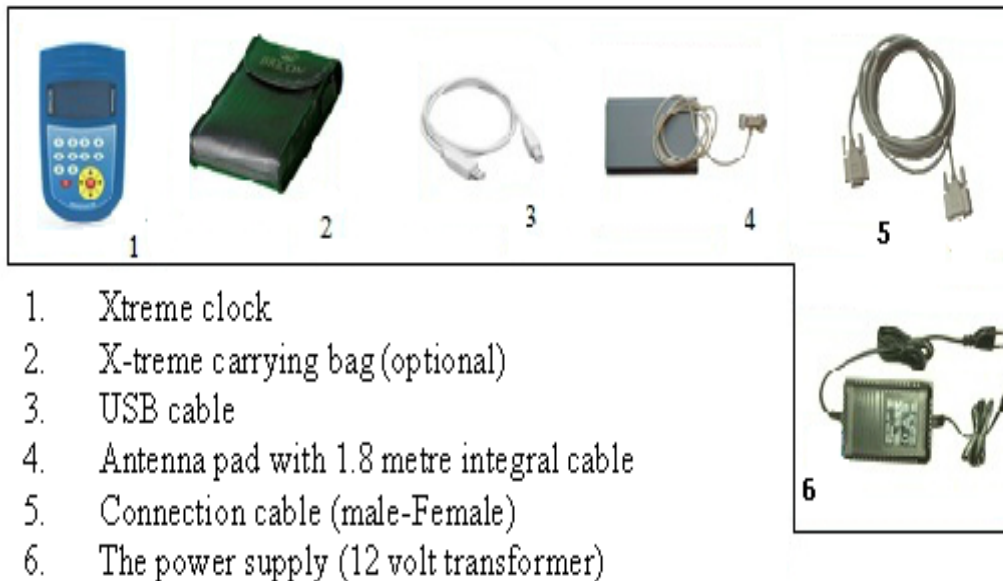 BRICON
1 2 3 4 5
6
1. Xtreme clock
2. X-treme carrying bag (optional)
3. USB cable
4. Antenna pad with 1.8 metre integral cable
5. Connection cable (male-Female)
6. The power supply (12 volt transformer)